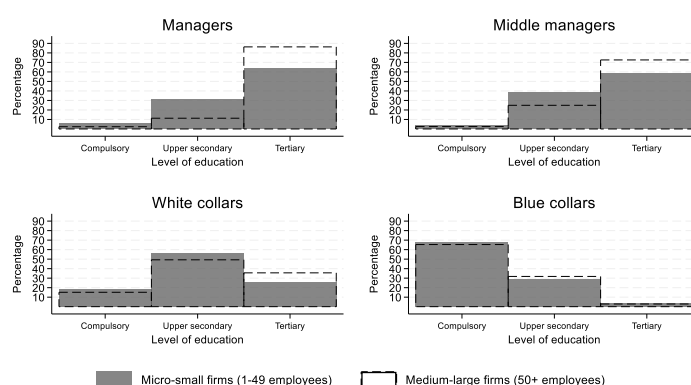 Managers
Middle managers
Percentage
90
80
70
60
50
40
30
20
10
Compulsory Upper secondary Tertiary
Level of education
Percentage
90
80
70
60
50
40
30
20
10
Compulsory Upper secondary Tertiary
Level of education
White collars
Blue collars
Percentage
90
80
70
60
50
40
30
20
10
Compulsory Upper secondary Tertiary
Level of education
Percentage
90
80
70
60
50
40
30
20
10
Compulsory Upper secondary Tertiary
Level of education
Micro-small firms (1-49 employees) Medium-large firms (50+ employees)